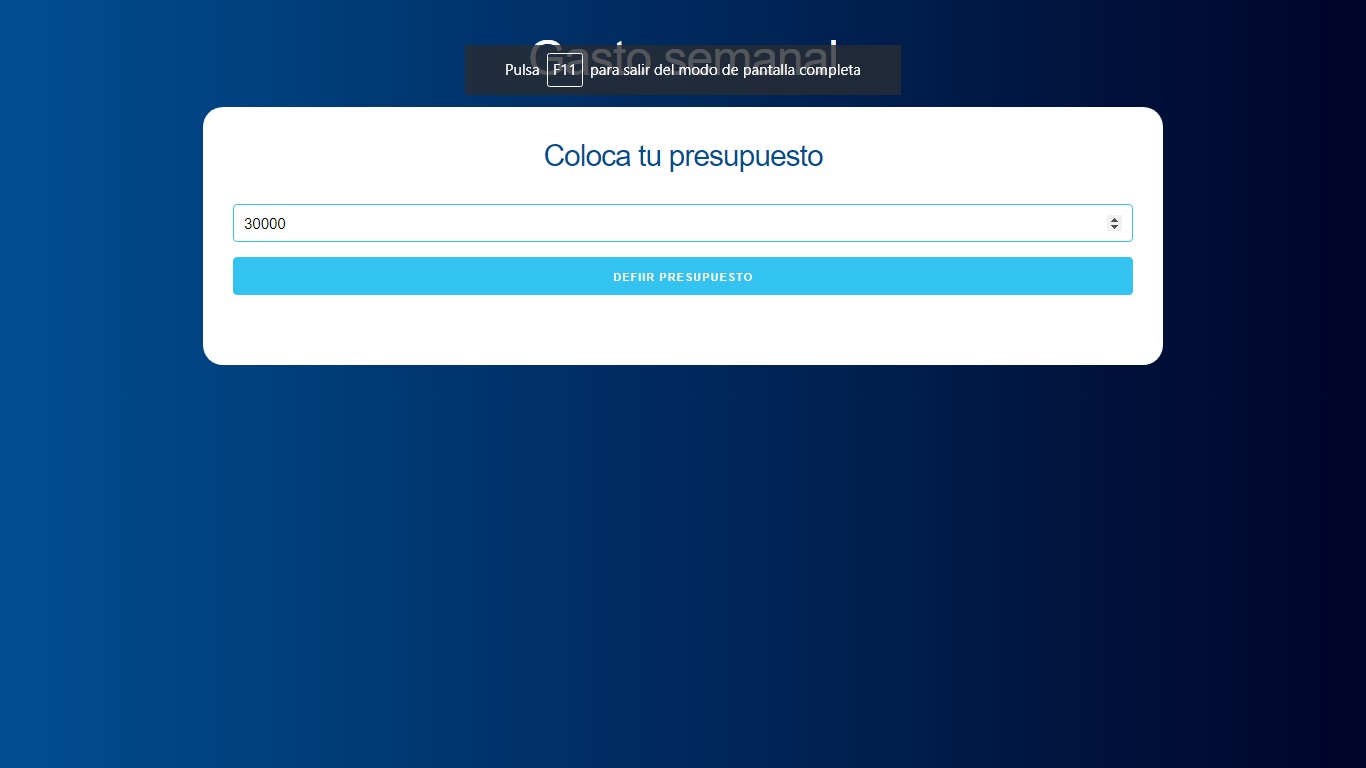 Gasto semanal
Pulsa F11 para salir del modo de pantalla completa
Coloca tu presupuesto
30000
DEFIIR PRESUPUESTO